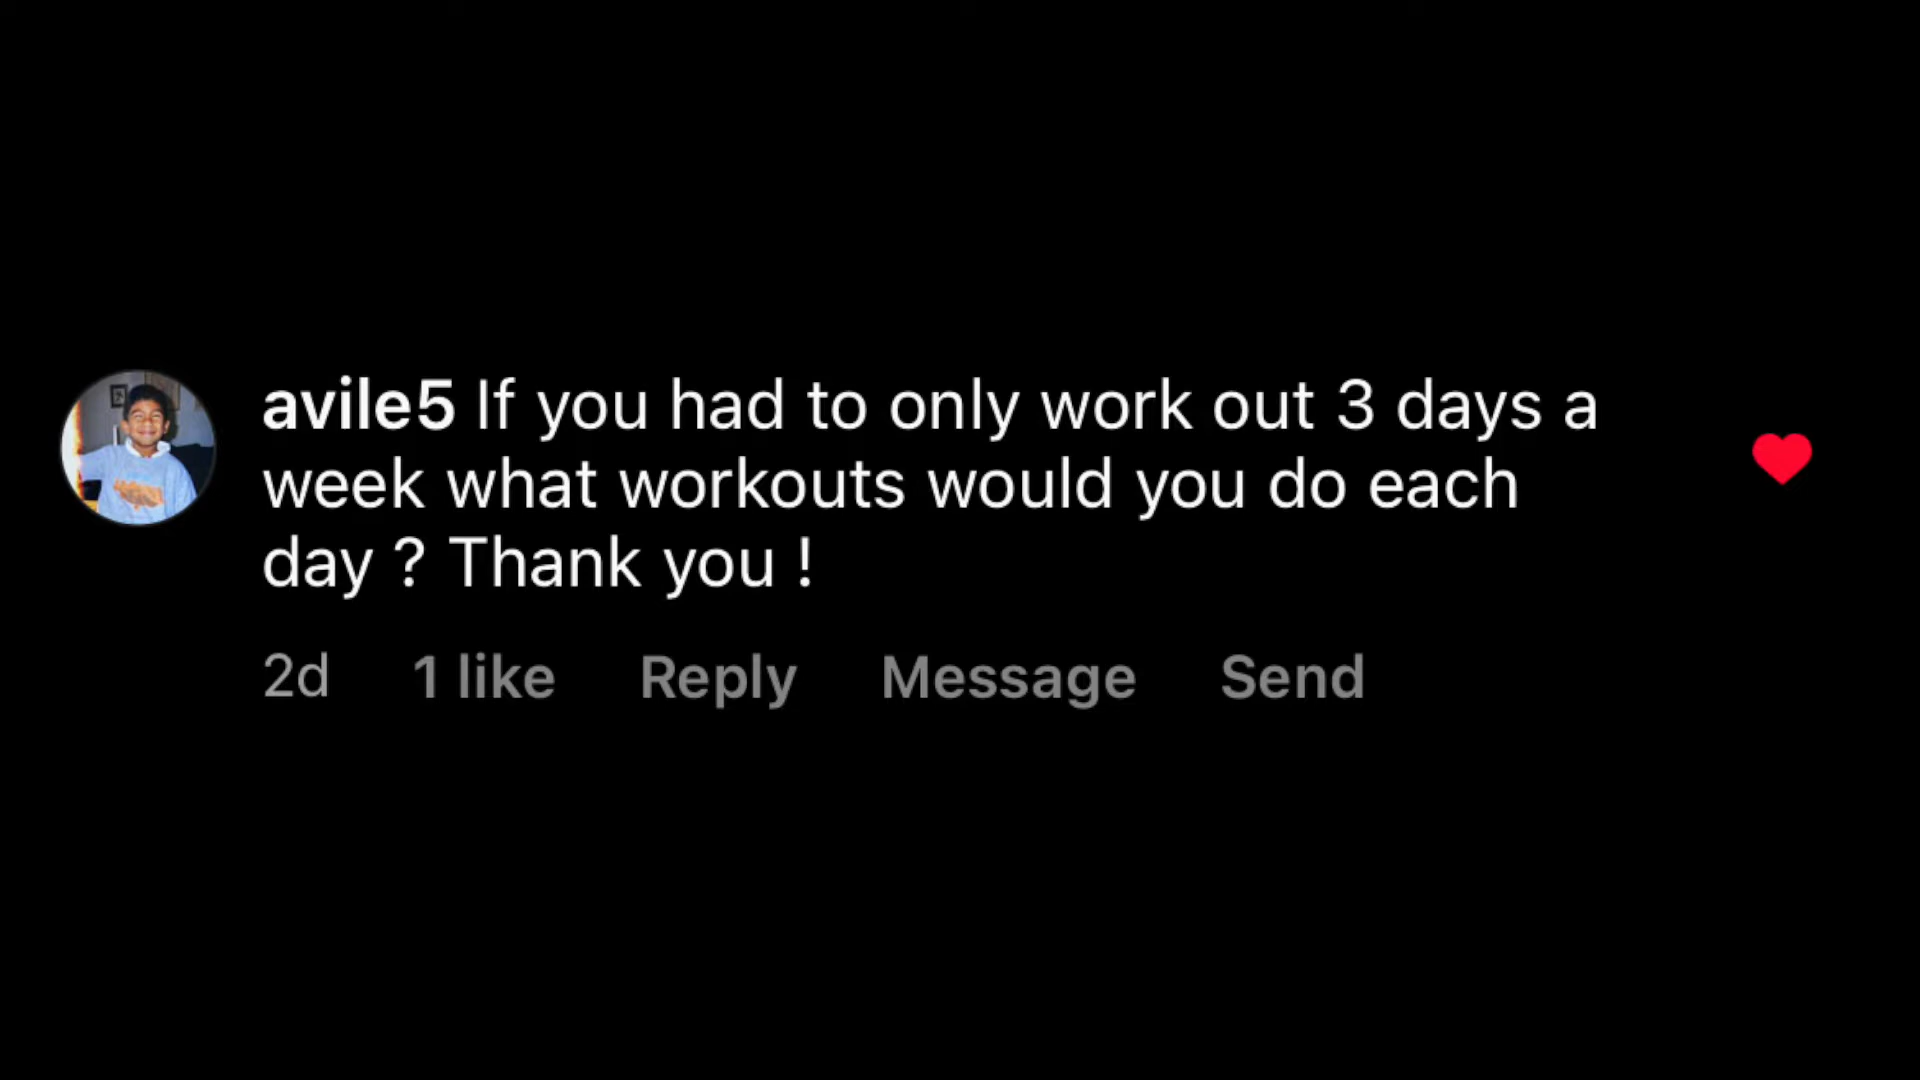 avile5 If you had to only work out 3 days a
week what workouts would you do each
day ? Thank you !
2d 1 like Reply Message Send